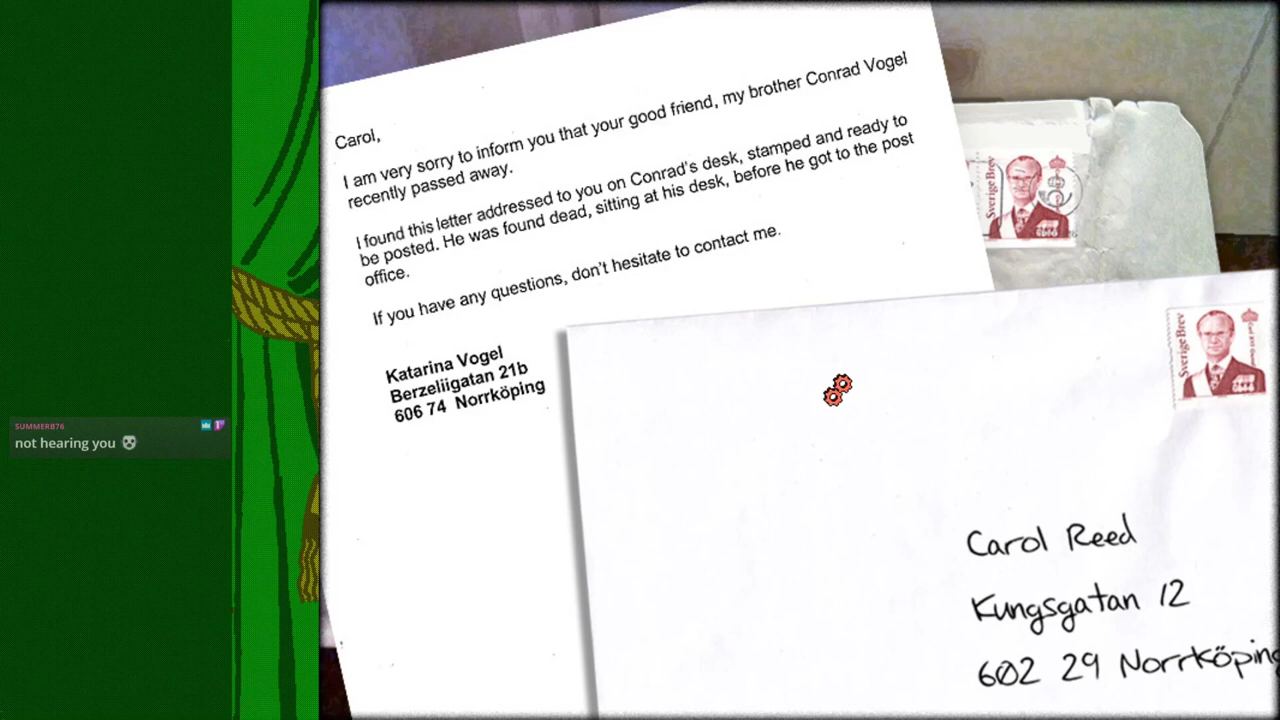 SUMMER876
not hearing you
Carol,
I am very sorry to inform you that your good friend, my brother Conrad Vogel
recently passed away.
I found this letter addressed to you on Conrad's desk, stamped and ready to
be posted. He was found dead, sitting at his desk, before he got to the post
office.
If you have any questions, don't hesitate to contact me.
Katarina Vogel
Berzeliigatan 21b
606 74 Norrköping
Sverige Brev
Sverige Brev
Carol Reed
Kungsgatan 12
602 29 Norrköping